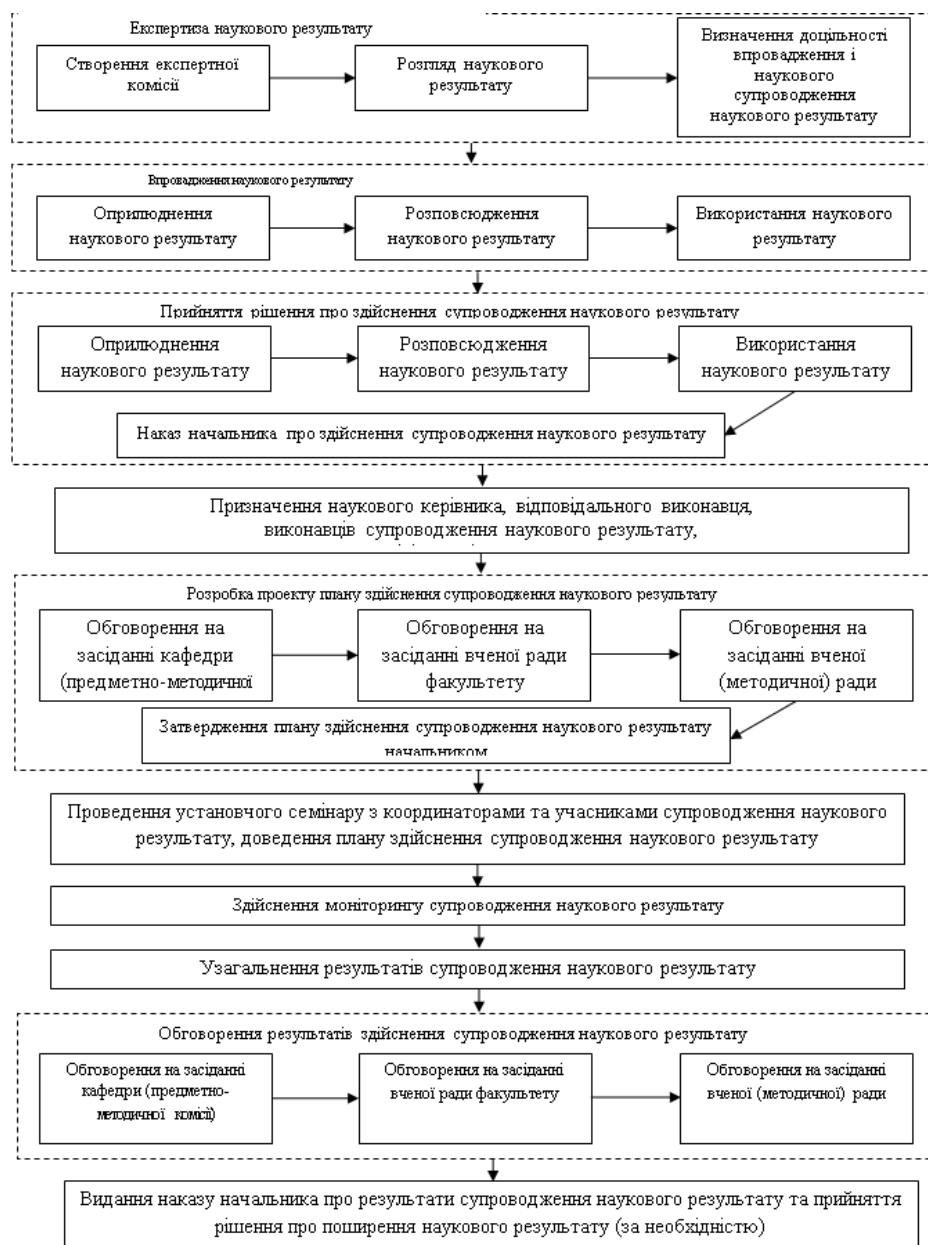 Експертиза наукового результату
Створення експертної
комісії
Розгляд наукового
результату
Визначення доцільності
впровадження і
наукового
супроводження
наукового результату
Впровадження наукового результату
Оприлюднення
наукового результату
Розповсюдження
наукового результату
Використання наукового
результату
Прийняття рішення про здійснення супроводження наукового результату
Оприлюднення
наукового результату
Розповсюдження
наукового результату
Використання
наукового результату
Наказ начальника про здійснення супроводження наукового результату
Призначення наукового керівника, відповідального виконавця,
виконавців супроводження наукового результату,
Розробка проекту плану здійснення супроводження наукового результату
Обговорення на
засіданні кафедри
(предметно-методичної
Обговорення на
засіданні вченої ради
факультету
Обговорення на
засіданні вченої
(методичної) ради
Затвердження плану здійснення супроводження наукового результату
начальником
Проведення установчого семінару з координаторами та учасниками супроводження наукового
результату, доведення плану здійснення супроводження наукового результату
Здійснення моніторингу супроводження наукового результату
Узагальнення результатів супроводження наукового результату
Обговорення результатів здійснення супроводження наукового результату
Обговорення на засіданні
кафедри (предметно-
методичної комісії)
Обговорення на засіданні
вченої ради факультету
Обговорення на засіданні
вченої (методичної) ради
Видання наказу начальника про результати супроводження наукового результату та прийняття
рішення про поширення наукового результату (за необхідністю)